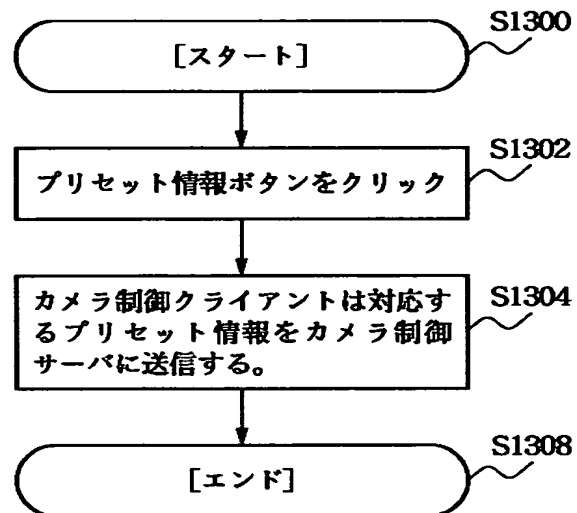 S1300
[スタート]
S1302
プリセット情報ボタンをクリック
S1304
カメラ制御クライアントは対応す
るプリセット情報をカメラ制御
サーバに送信する。
S1308
[エンド]